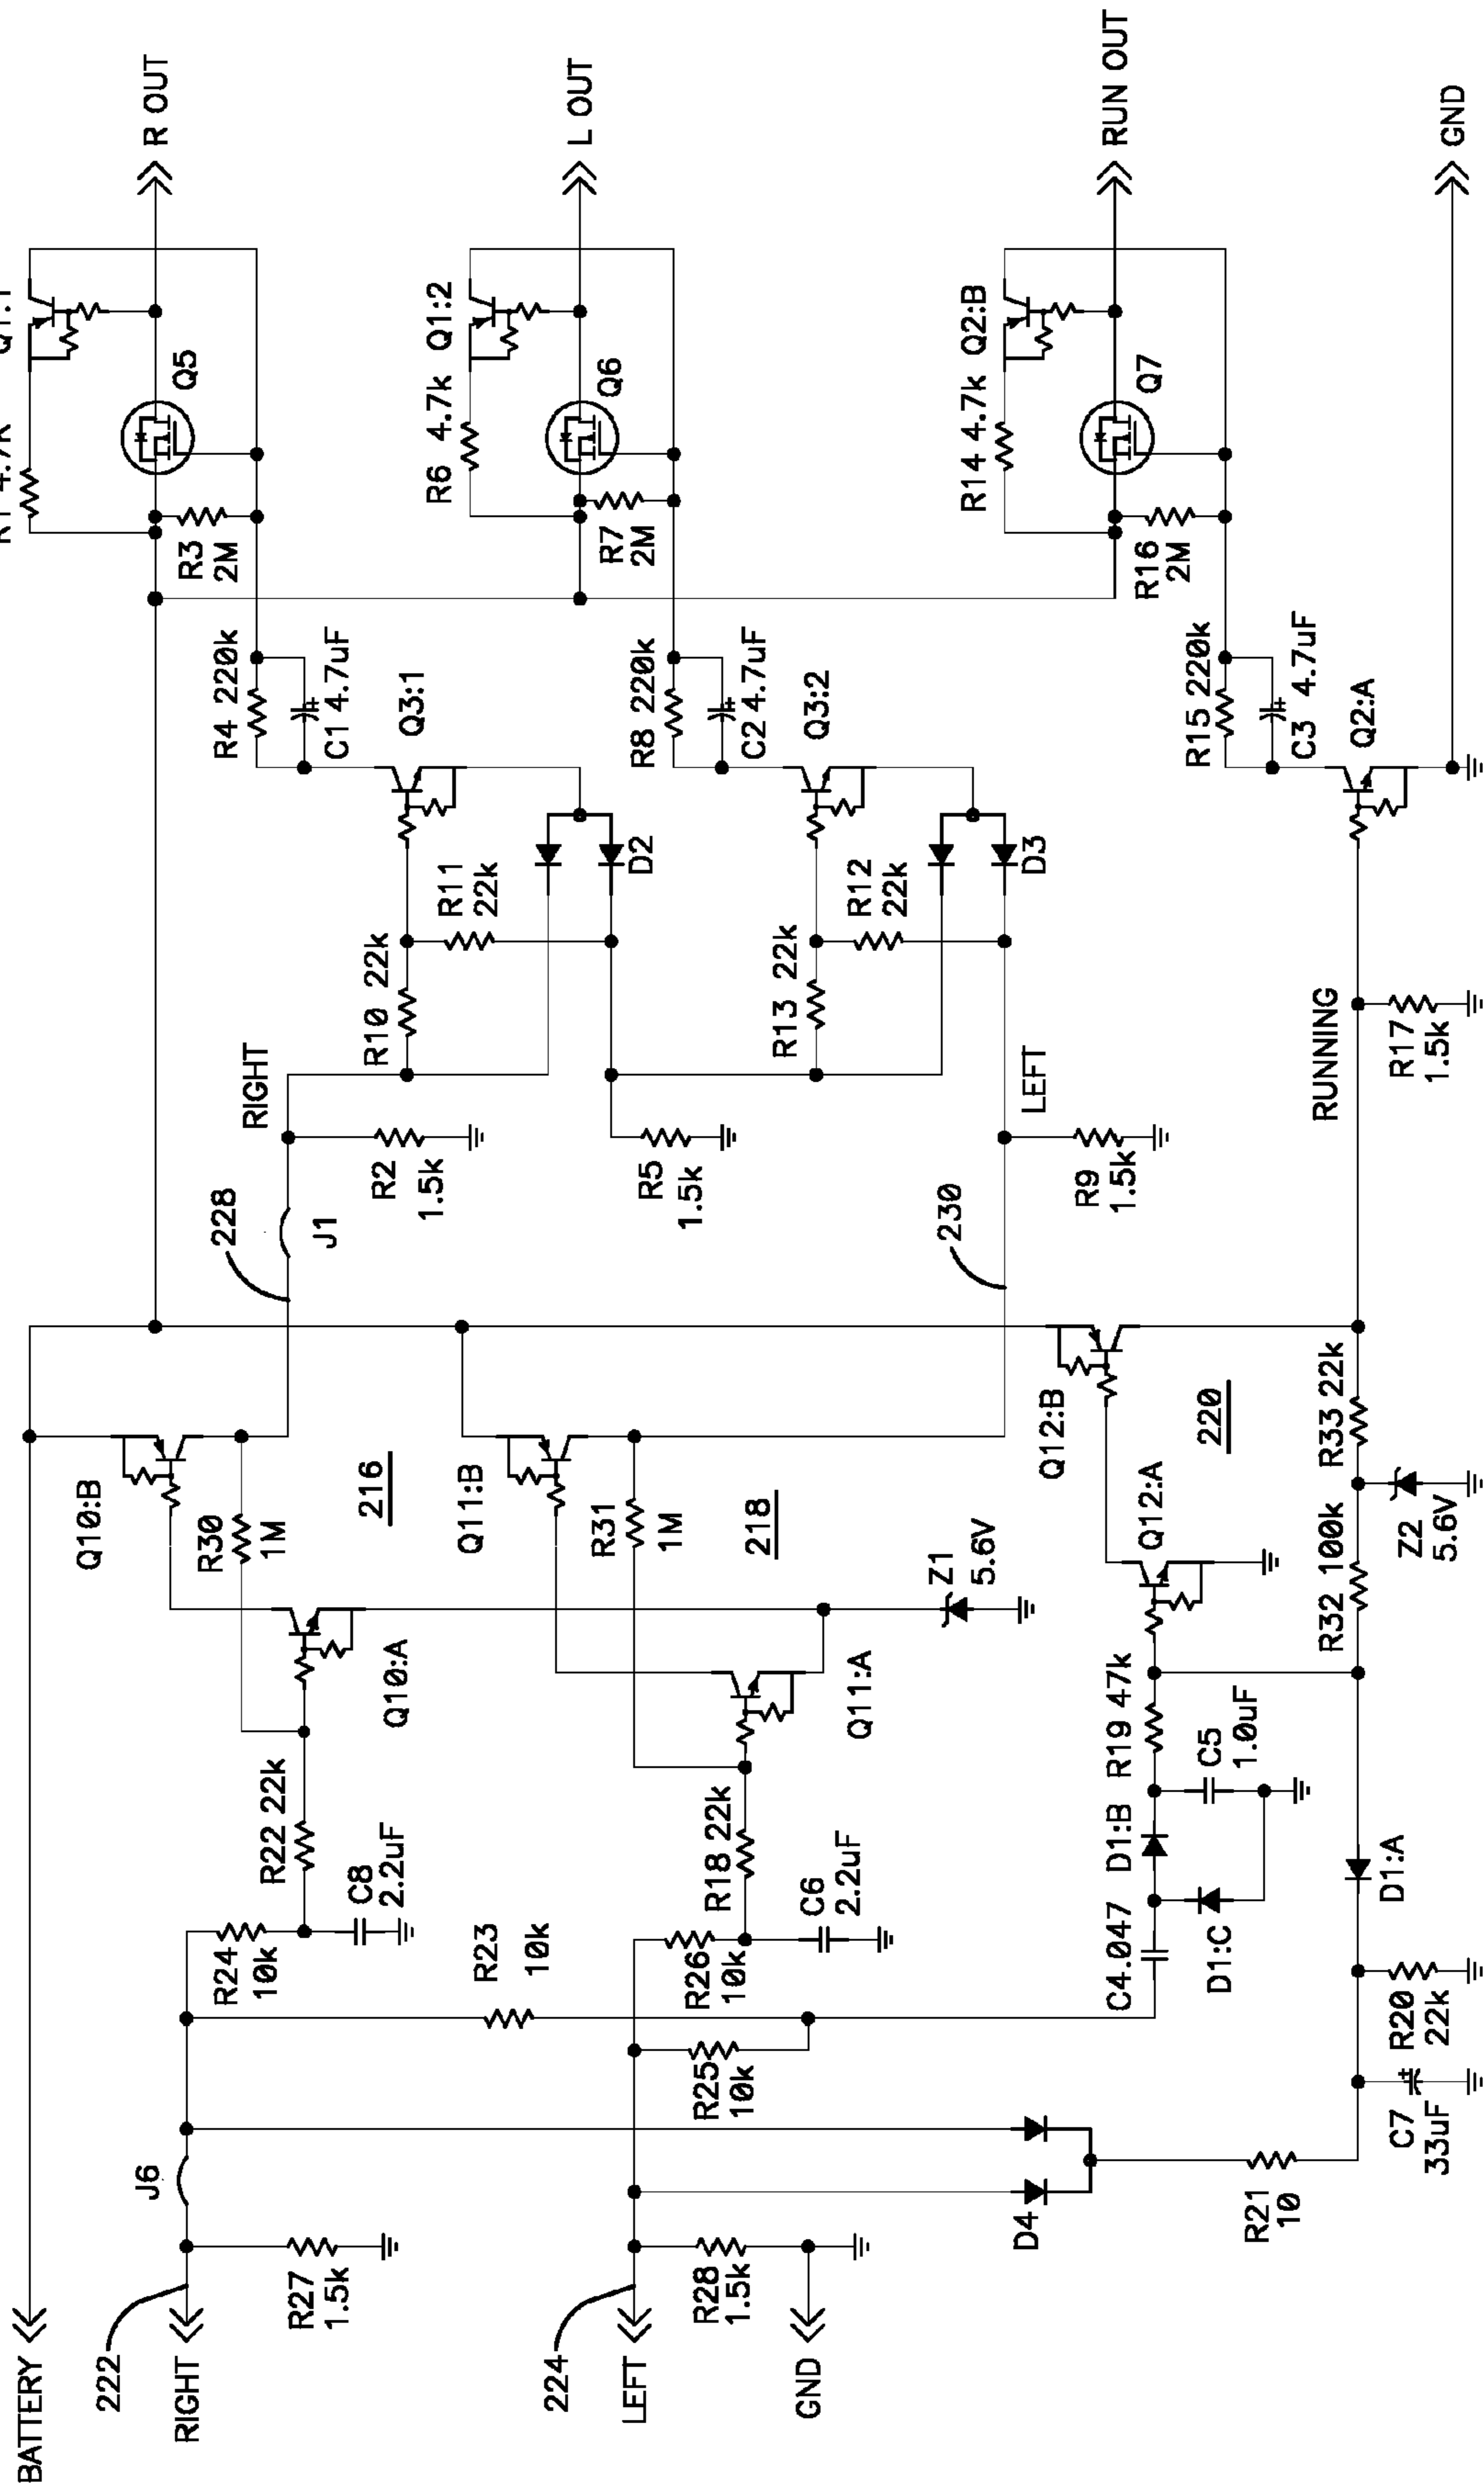 BATTERY
222
RIGHT
J6
R27
1.5k
R24
10k
C8
2.2uF
R22 22k
Q10:A
Q10:B
R30
1M
216
228
J1
RIGHT
R2
1.5k
R10 22k
R11
22k
R4 220k
C1 4.7uF
Q3:1
D2
R3
2M
Q5
R OUT
224
LEFT
R28
1.5k
GND
R23
10k
R25
10k
R26
10k
C6
2.2uF
R18 22k
Q11:A
Q11:B
R31
1M
218
Z1
5.6V
R5
1.5k
230
LEFT
R9
1.5k
R13 22k
R12
22k
R8 220k
C2 4.7uF
Q3:2
D3
R6 4.7k
Q1:2
R7
2M
Q6
L OUT
D4
R21
10
C7
33uF
R20
22k
D1:A
C4 .047
D1:C
D1:B
R19 47k
C5
1.0uF
Q12:A
Q12:B
220
R32 100k
R33 22k
Z2
5.6V
RUNNING
R17
1.5k
R15 220k
C3 4.7uF
Q2:A
R14 4.7k
Q2:B
R16
2M
Q7
RUN OUT
GND